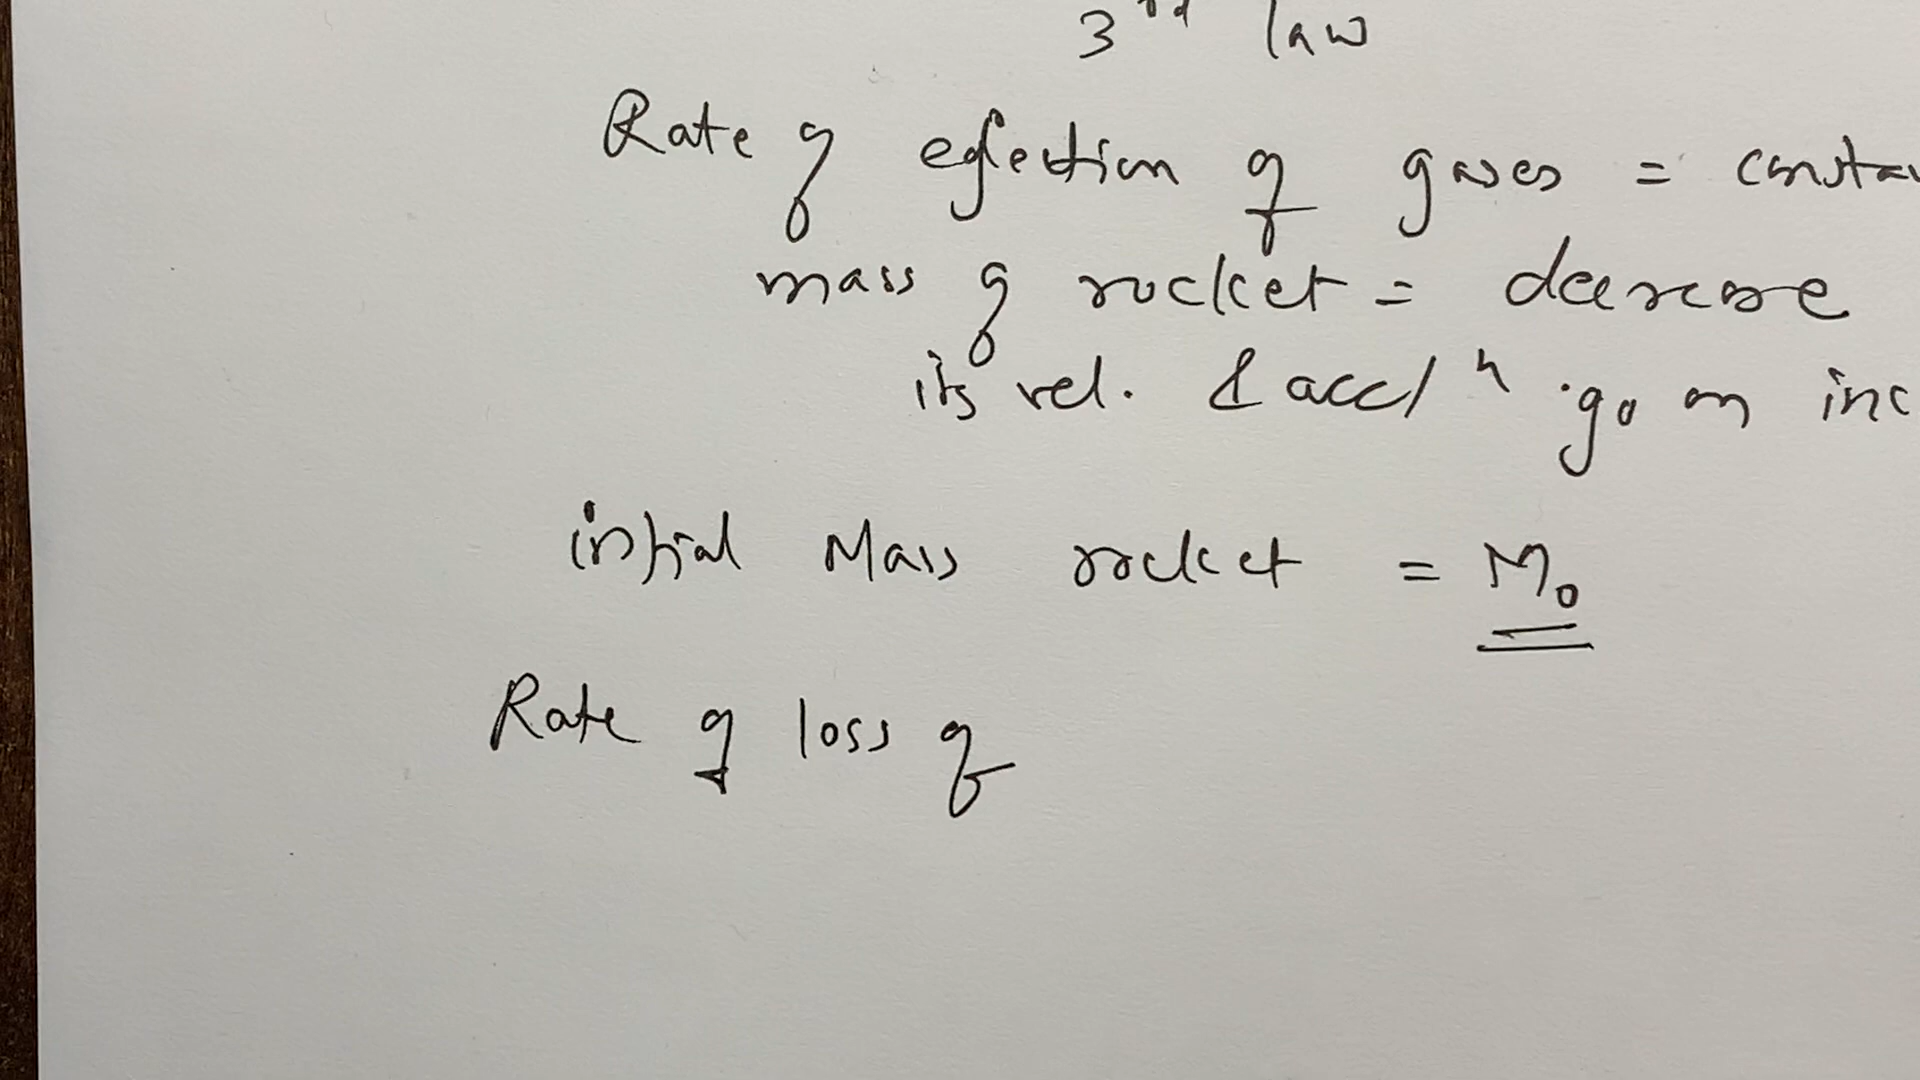 3rd law
Rate of ejection of gases = consta
mass of rocket = decrease
its vel. & accl n go on inc
initial Mass rocket = M₀
Rate of loss of